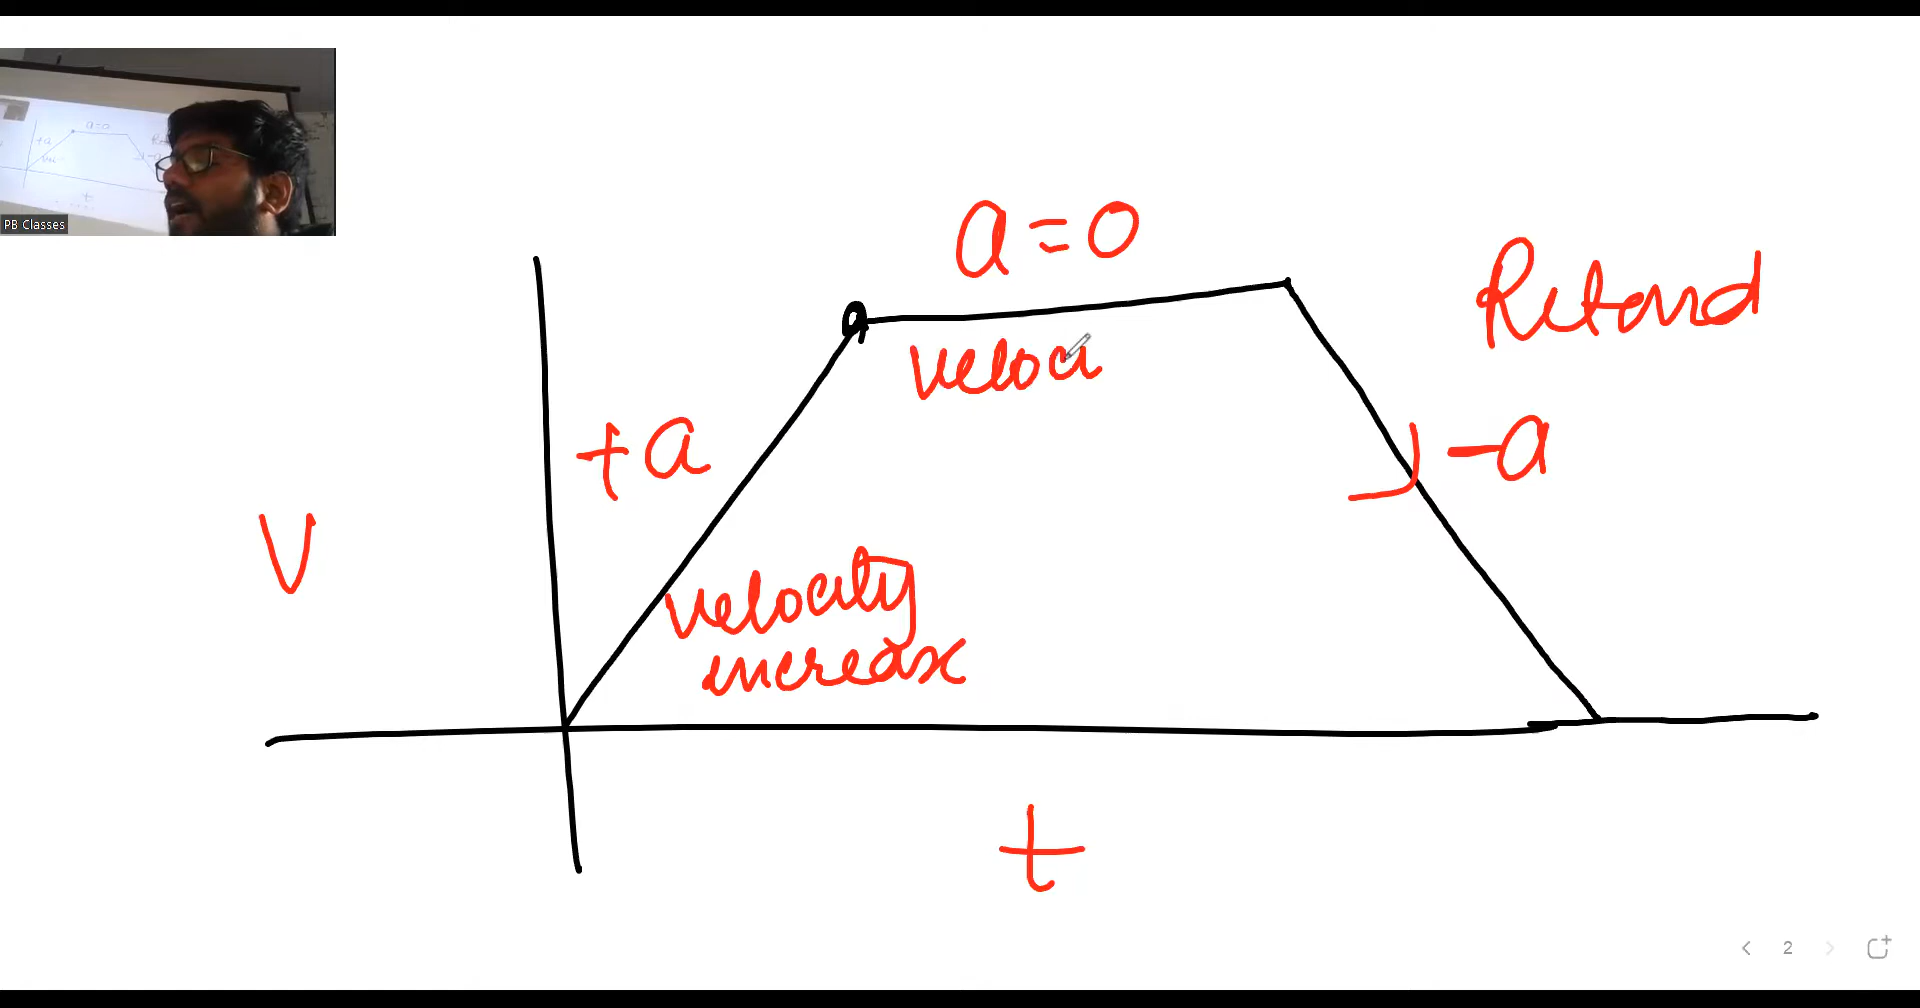 PB Classes
a = 0
Retard
veloci
+a
-a
V
velocity
increase
t
2